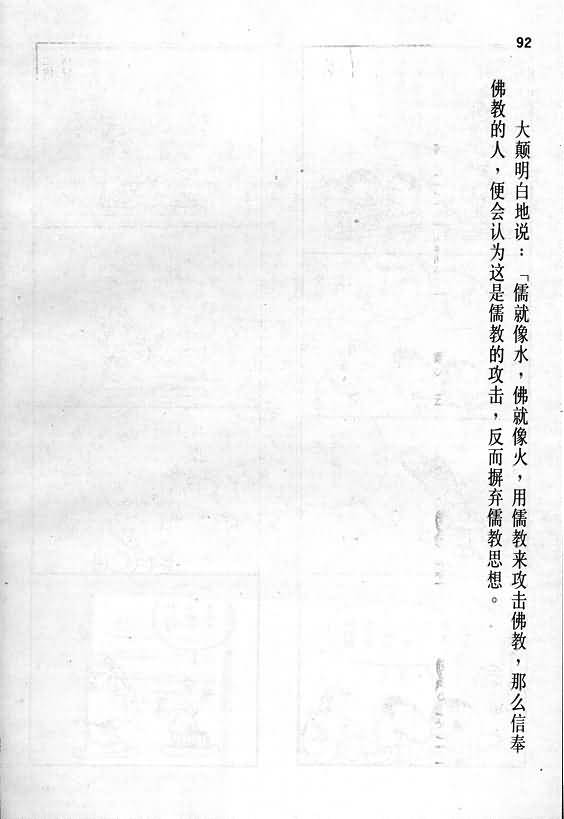 92
大颠明白地说：「儒就像水，佛就像火，用儒教来攻击佛教，那么信奉
佛教的人，便会认为这是儒教的攻击，反而摒弃儒教思想。